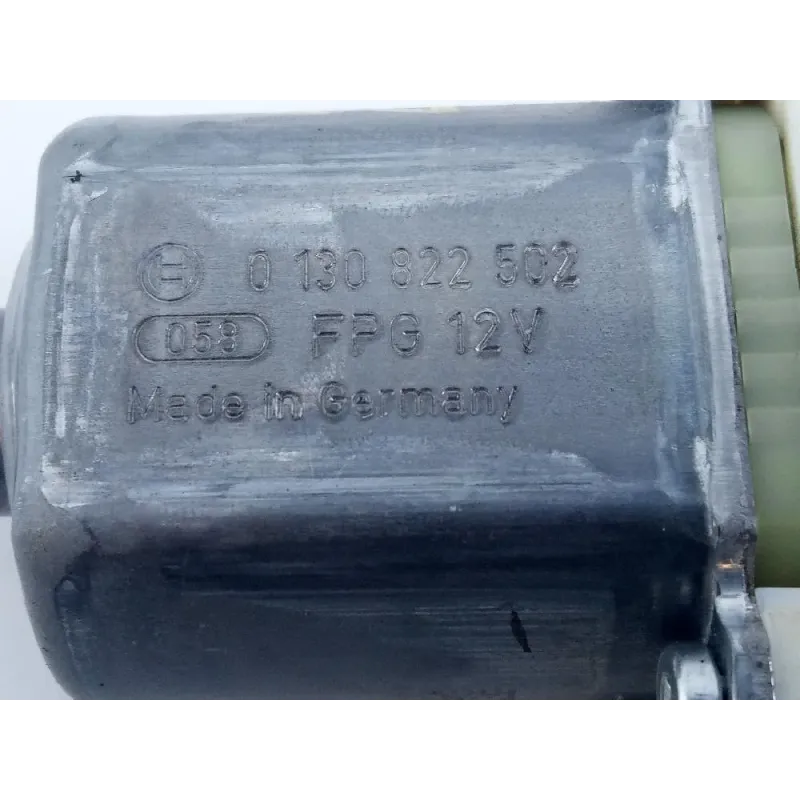 0 130 822 502
058 FPG 12V
Made in Germany